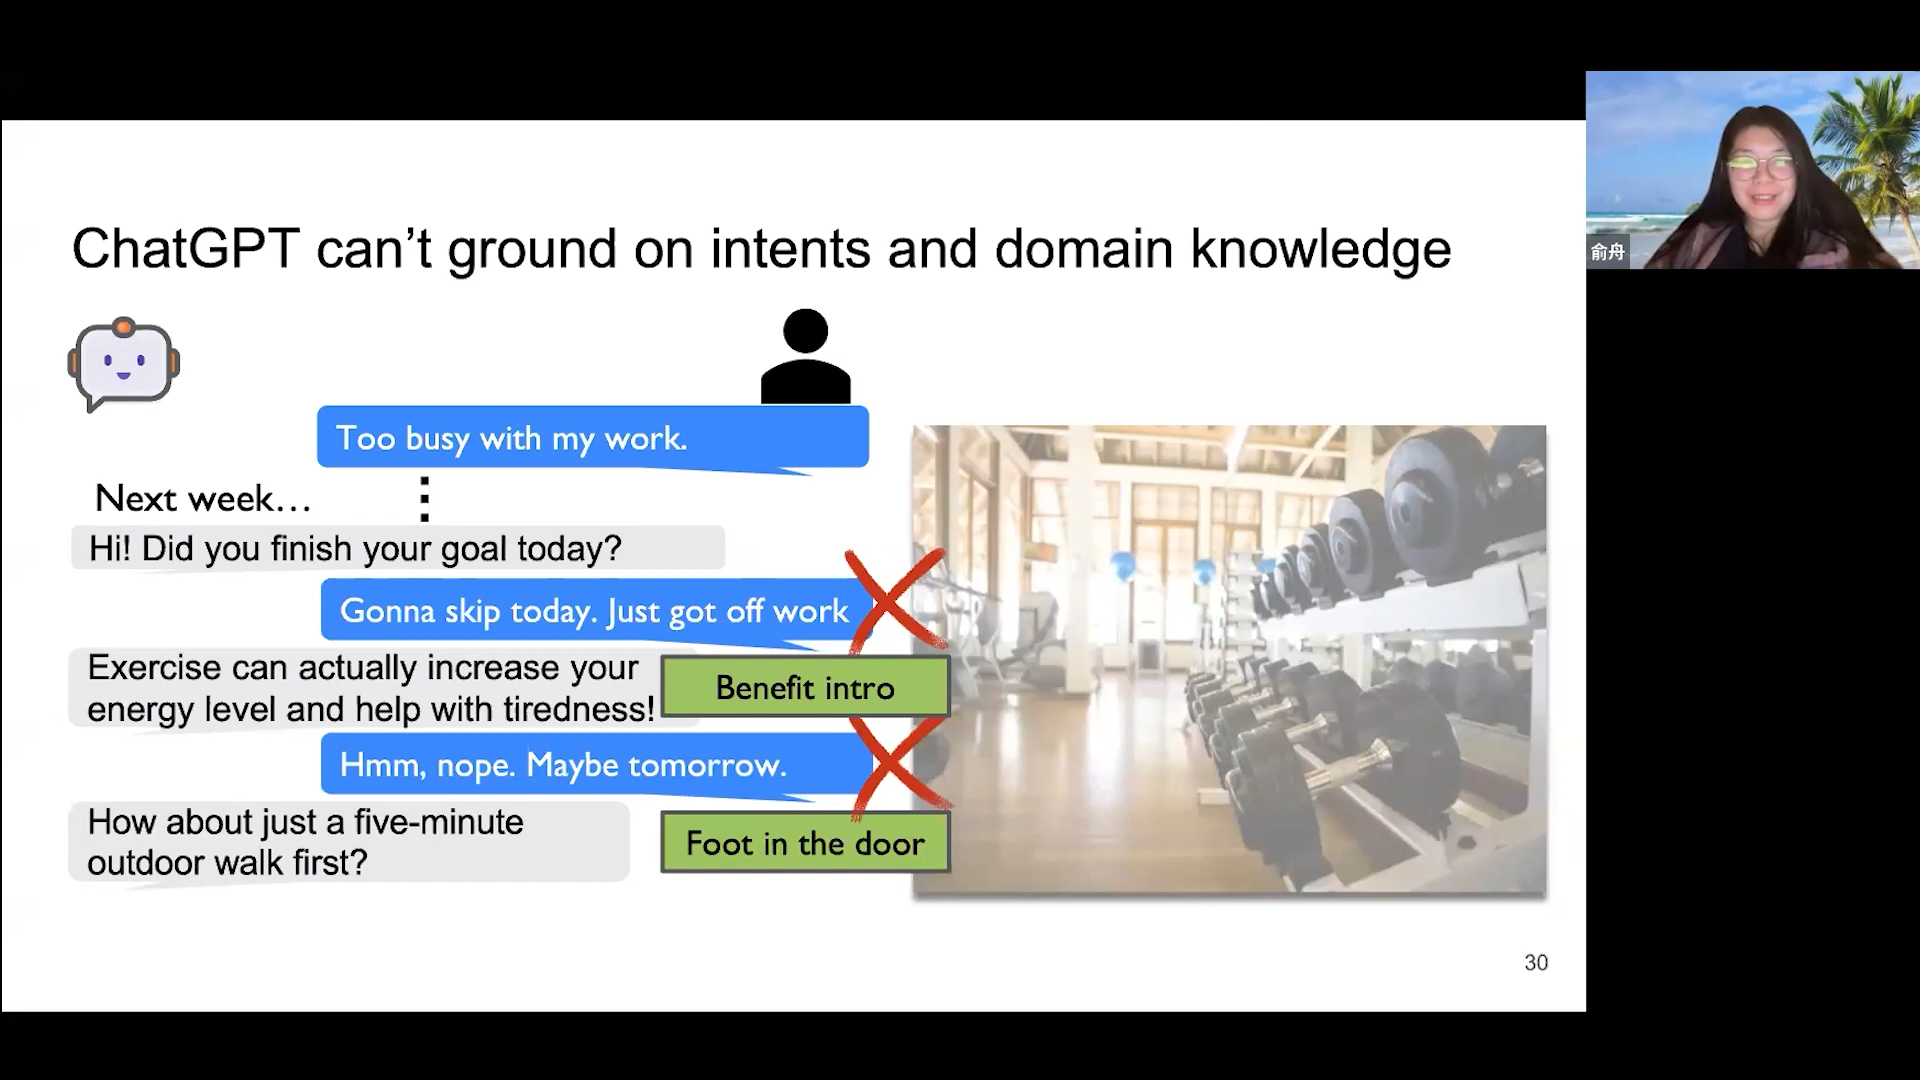 ChatGPT can’t ground on intents and domain knowledge
俞舟
Too busy with my work.
Next week…
Hi! Did you finish your goal today?
Gonna skip today. Just got off work
Exercise can actually increase your
energy level and help with tiredness!
Benefit intro
Hmm, nope. Maybe tomorrow.
How about just a five-minute
outdoor walk first?
Foot in the door
30